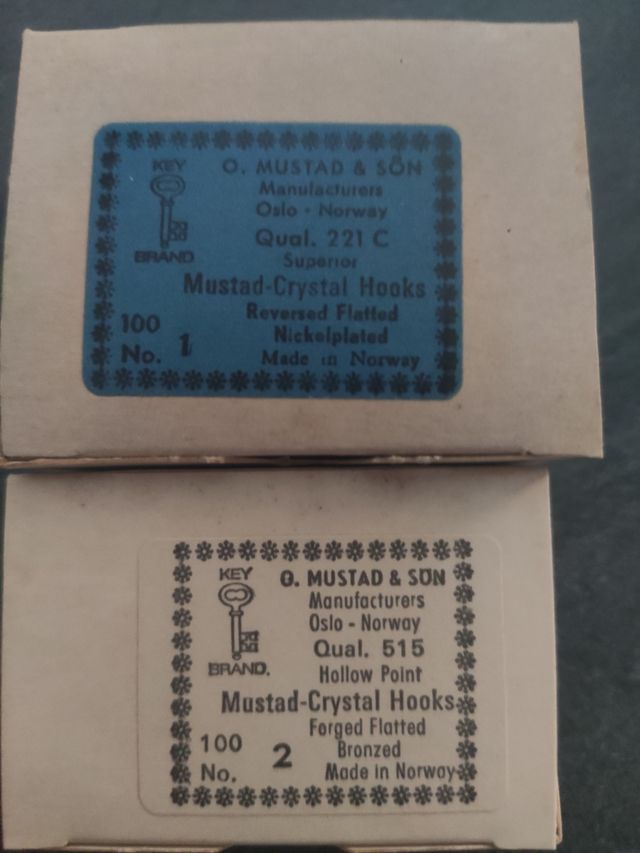 KEY
BRAND
O. MUSTAD & SÖN
Manufacturers
Oslo - Norway
Qual. 221 C
Superior
Mustad-Crystal Hooks
Reversed Flatted
Nickelplated
Made in Norway
100
No. 1
KEY
BRAND.
O. MUSTAD & SÖN
Manufacturers
Oslo - Norway
Qual. 515
Hollow Point
Mustad-Crystal Hooks
Forged Flatted
Bronzed
Made in Norway
100
No. 2